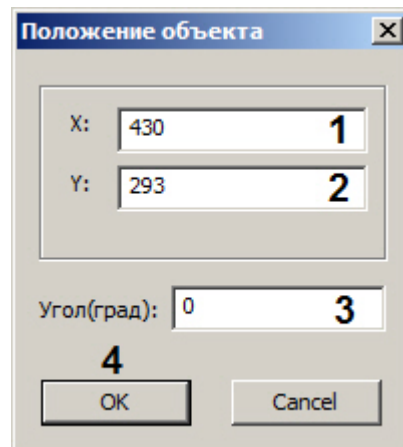 Положение объекта
X: 430 1
Y: 293 2
Угол(град): 0 3
4
OK Cancel